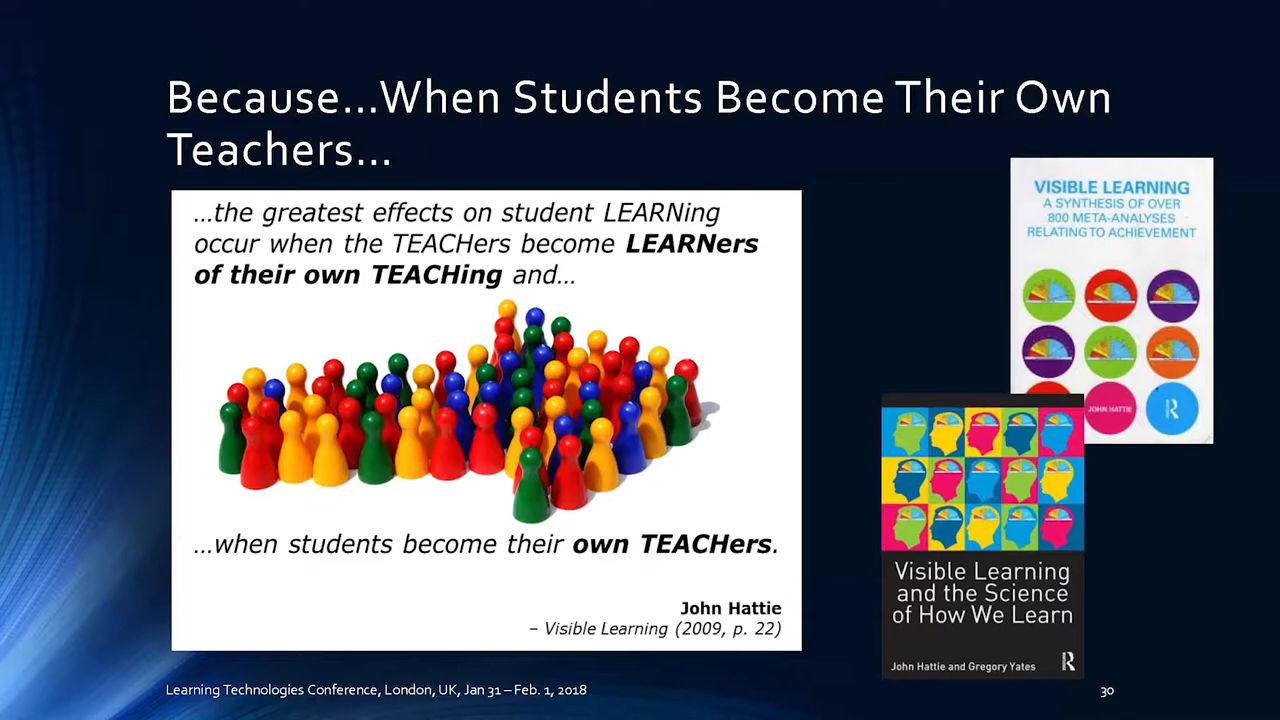 Because...When Students Become Their Own
Teachers...
...the greatest effects on student LEARNing
occur when the TEACHers become LEARNers
of their own TEACHing and...
...when students become their own TEACHers.
John Hattie
– Visible Learning (2009, p. 22)
VISIBLE LEARNING
A SYNTHESIS OF OVER
800 META-ANALYSES
RELATING TO ACHIEVEMENT
JOHN HATTIE
R
Visible Learning
and the Science
of How We Learn
John Hattie and Gregory Yates
R
Learning Technologies Conference, London, UK, Jan 31 – Feb. 1, 2018
30